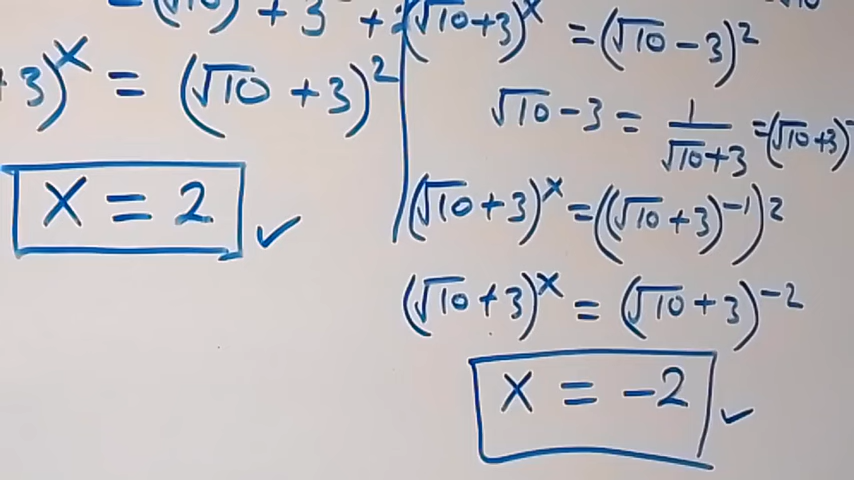 + 3)^x = (√10 + 3)^2
x = 2 ✓
(√10+3)^x = (√10 - 3)^2
√10 - 3 = 1/(√10+3) = (√10+3)
(√10+3)^x = ((√10+3)^-1)^2
(√10+3)^x = (√10+3)^-2
x = -2 ✓